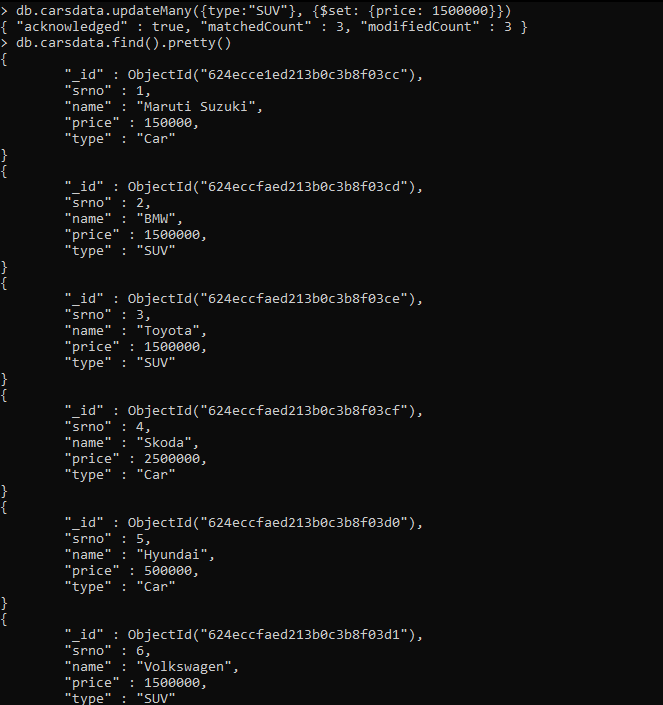 > db.carsdata.updateMany({type:"SUV"}, {$set: {price: 1500000}})
{ "acknowledged" : true, "matchedCount" : 3, "modifiedCount" : 3 }
> db.carsdata.find().pretty()
{
"_id" : ObjectId("624ecce1ed213b0c3b8f03cc"),
"srno" : 1,
"name" : "Maruti Suzuki",
"price" : 150000,
"type" : "Car"
}
{
"_id" : ObjectId("624eccfaed213b0c3b8f03cd"),
"srno" : 2,
"name" : "BMW",
"price" : 1500000,
"type" : "SUV"
}
{
"_id" : ObjectId("624eccfaed213b0c3b8f03ce"),
"srno" : 3,
"name" : "Toyota",
"price" : 1500000,
"type" : "SUV"
}
{
"_id" : ObjectId("624eccfaed213b0c3b8f03cf"),
"srno" : 4,
"name" : "Skoda",
"price" : 2500000,
"type" : "Car"
}
{
"_id" : ObjectId("624eccfaed213b0c3b8f03d0"),
"srno" : 5,
"name" : "Hyundai",
"price" : 500000,
"type" : "Car"
}
{
"_id" : ObjectId("624eccfaed213b0c3b8f03d1"),
"srno" : 6,
"name" : "Volkswagen",
"price" : 1500000,
"type" : "SUV"